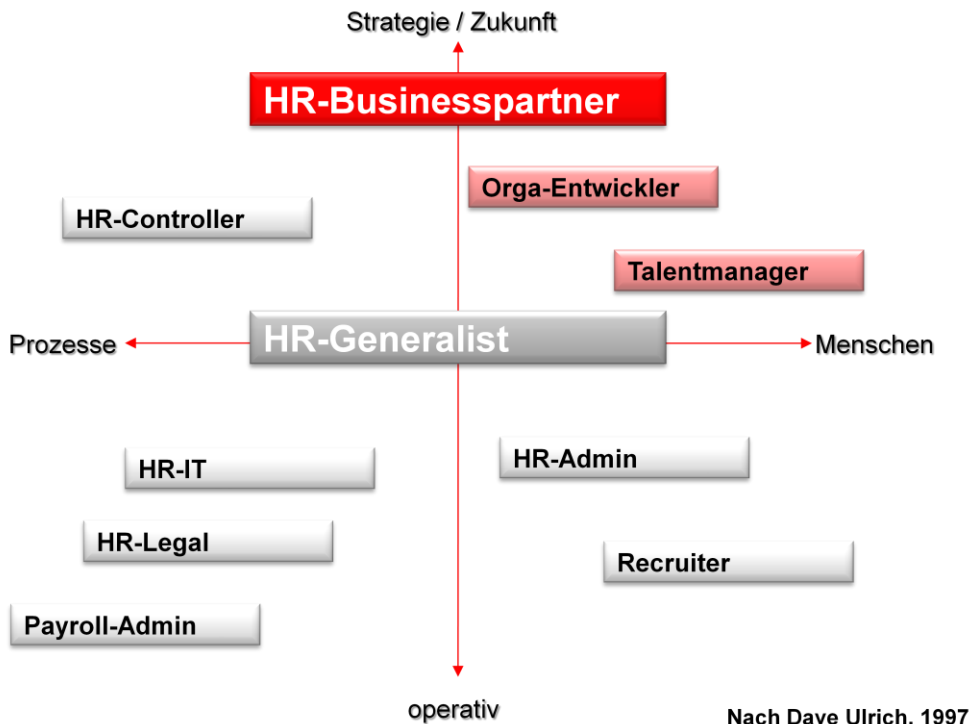 Strategie / Zukunft
HR-Businesspartner
Orga-Entwickler
HR-Controller
Talentmanager
HR-Generalist
Prozesse
Menschen
HR-Admin
HR-IT
HR-Legal
Recruiter
Payroll-Admin
operativ
Nach Dave Ulrich, 1997